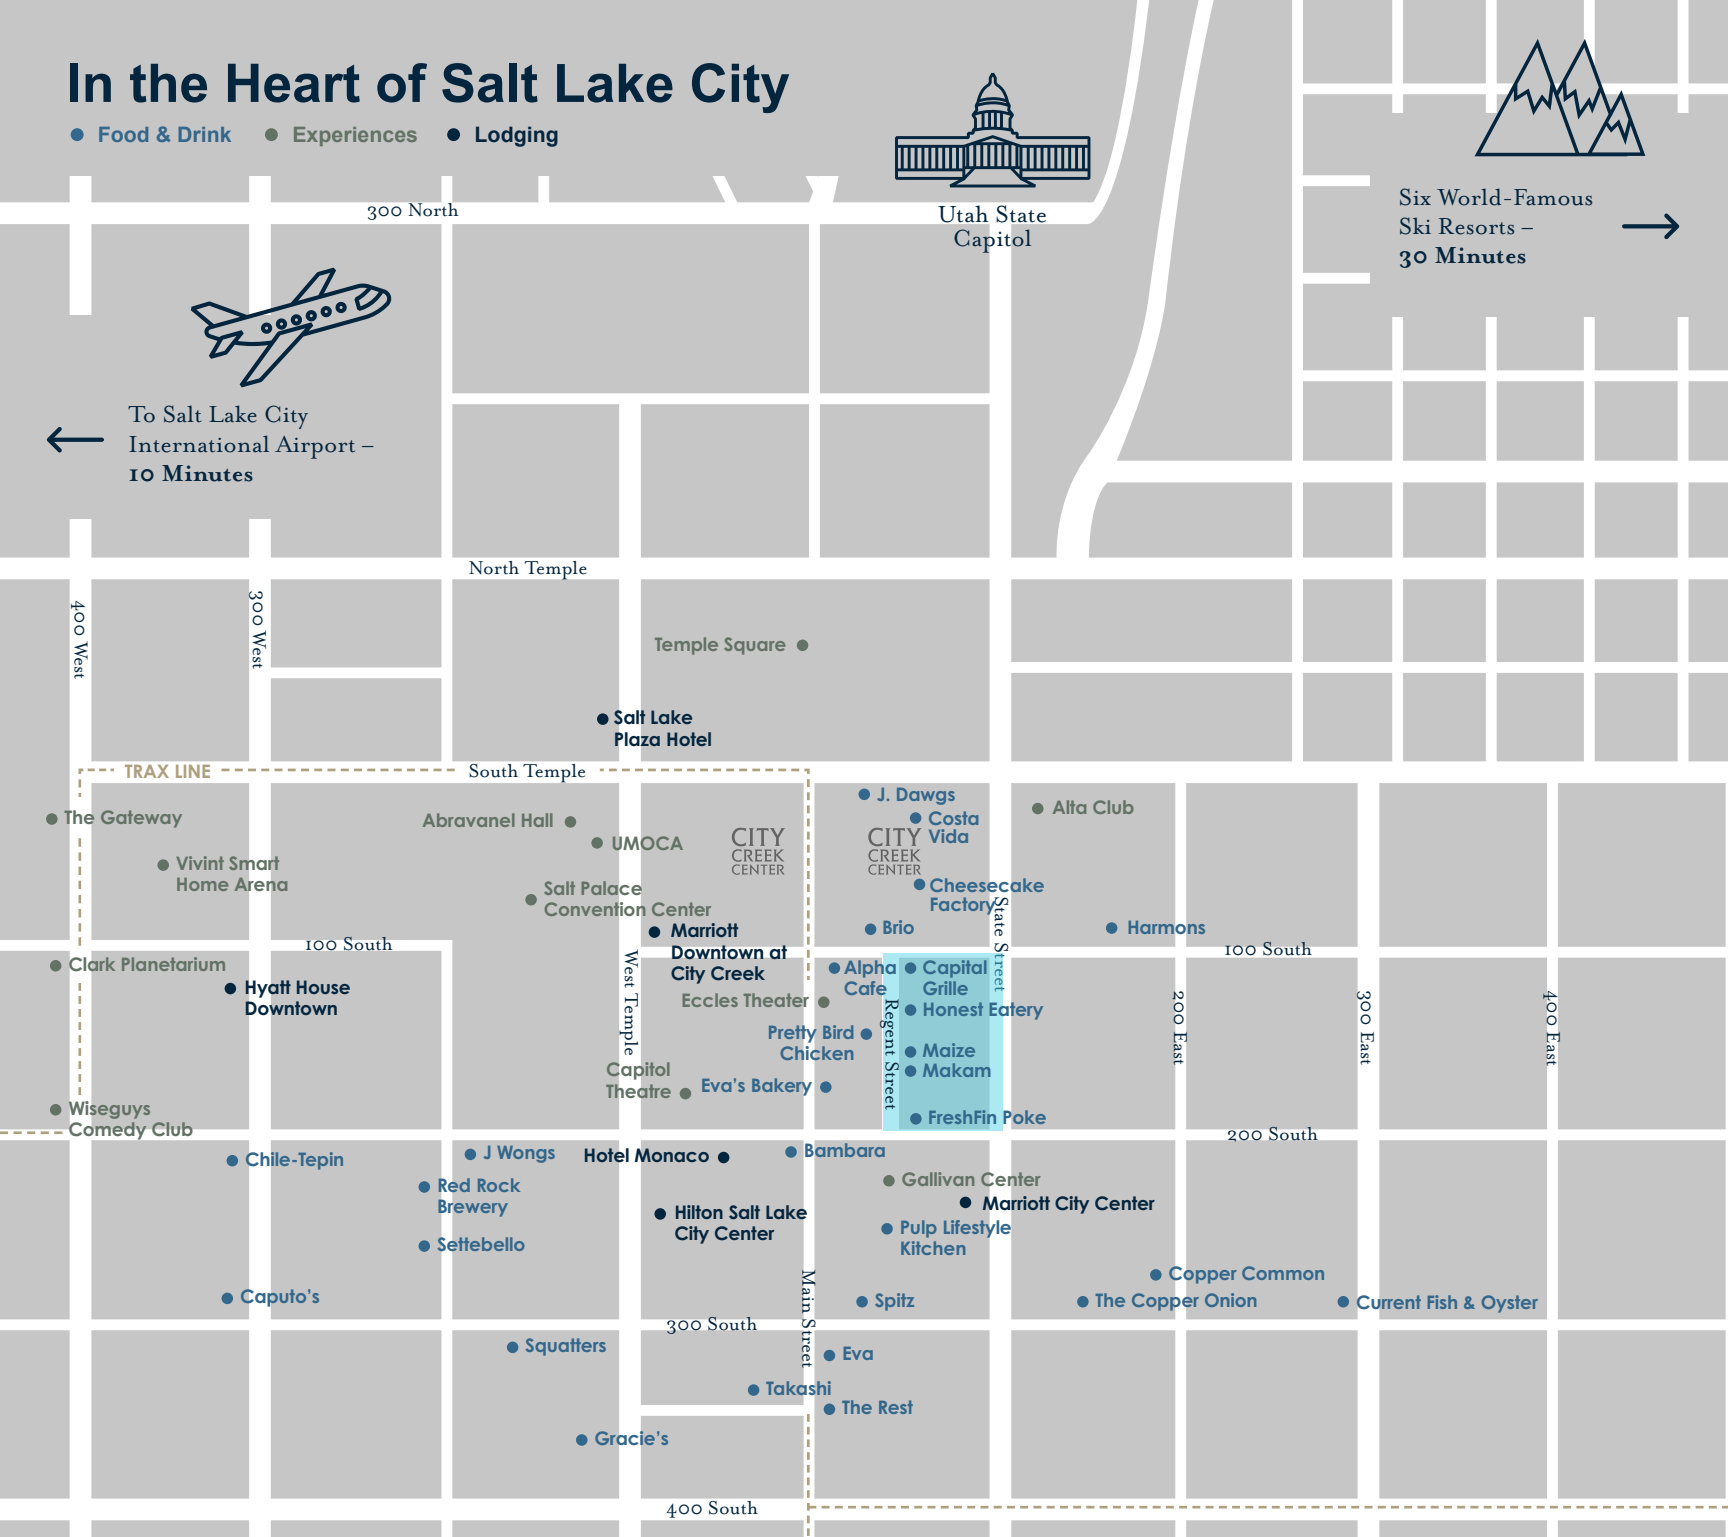 In the Heart of Salt Lake City
Food & Drink
Experiences
Lodging
300 North
Utah State
Capitol
Six World-Famous
Ski Resorts –
30 Minutes
To Salt Lake City
International Airport –
10 Minutes
North Temple
400 West
300 West
Temple Square
Salt Lake
Plaza Hotel
TRAX LINE
South Temple
The Gateway
Abravanel Hall
UMOCA
CITY
CREEK
CENTER
J. Dawgs
Costa
Vida
CITY
CREEK
CENTER
Alta Club
Vivint Smart
Home Arena
Salt Palace
Convention Center
Cheesecake
Factory
State Street
Marriott
Downtown at
City Creek
Brio
Harmons
100 South
100 South
Clark Planetarium
Hyatt House
Downtown
West Temple
Alpha
Cafe
Capital
Grille
Eccles Theater
Honest Eatery
Regent Street
200 East
300 East
400 East
Pretty Bird
Chicken
Maize
Makam
Capitol
Theatre
Eva's Bakery
Wiseguys
Comedy Club
FreshFin Poke
200 South
Chile-Tepin
J Wongs
Hotel Monaco
Bambara
Red Rock
Brewery
Gallivan Center
Marriott City Center
Hilton Salt Lake
City Center
Pulp Lifestyle
Kitchen
Settebello
Copper Common
Caputo's
Main Street
Spitz
The Copper Onion
Current Fish & Oyster
300 South
Squatters
Eva
Takashi
The Rest
Gracie's
400 South